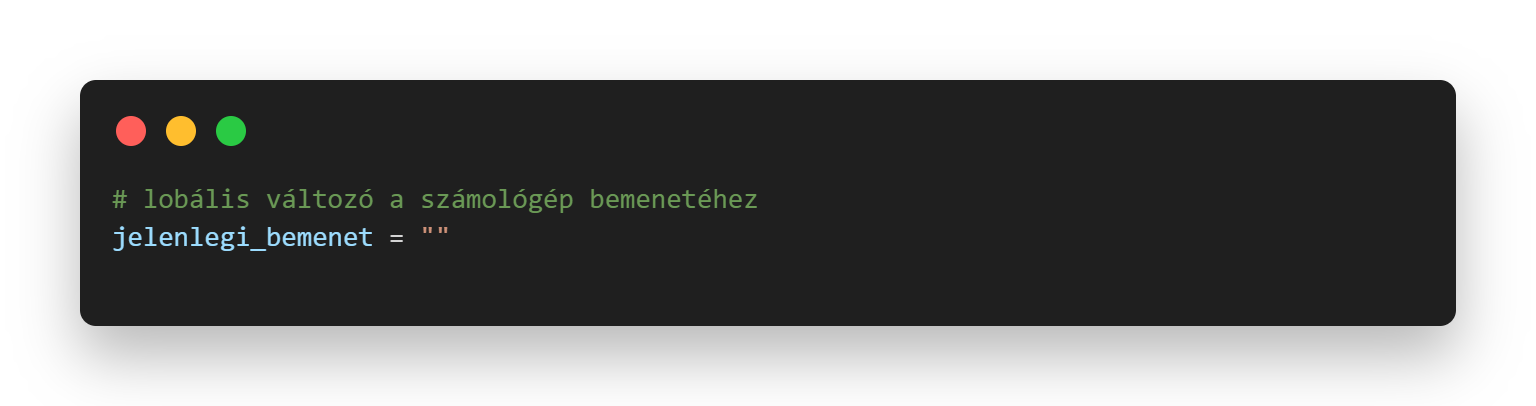 # lobális változó a számológép bemenetéhez
jelenlegi_bemenet = ""